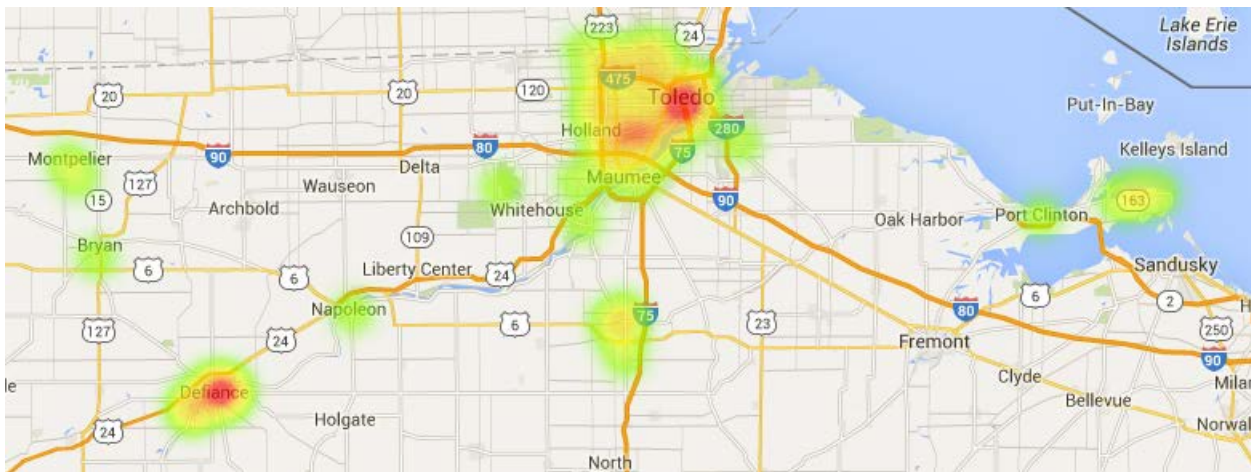 223
24
Lake Erie
Islands
475
20
20
120
Toledo
Put-In-Bay
Holland
280
80
90
Montpelier
Delta
75
Kelleys Island
127
Wauseon
Maumee
15
Archbold
Whitehouse
90
Oak Harbor
Port Clinton
163
109
Bryan
6
Liberty Center
24
6
Sandusky
6
2
Napoleon
127
24
6
75
23
80
250
Fremont
90
Defiance
Clyde
Milan
Bellevue
Holgate
24
Norwal
North